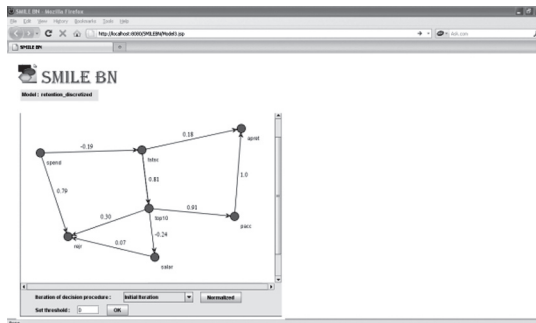 SMILE BN - Mozilla Firefox
File Edit View History Bookmarks Tools Help
http://localhost:8080/SMILEBN/Model3.jsp
Ask.com
SMILE BN
SMILE BN
Model : retention_discretized
-0.19
0.18
apret
spend
tstsc
0.79
0.81
1.0
0.30
0.91
top10
pacc
rejr
-0.24
0.07
salar
Iteration of decision procedure :
Initial Iteration
Normalized
Set threshold :
OK